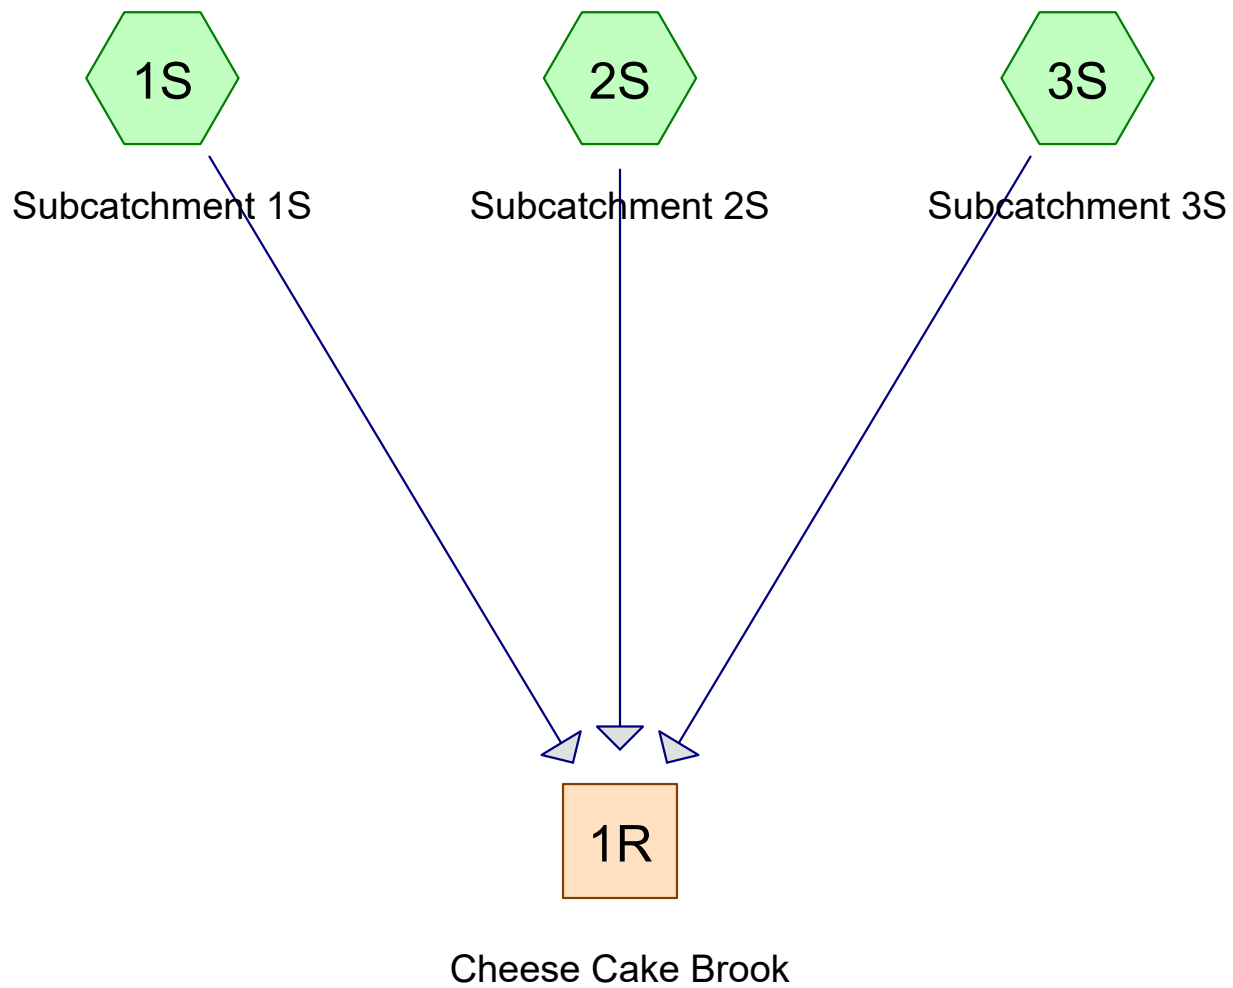 1S
2S
3S
Subcatchment 1S
Subcatchment 2S
Subcatchment 3S
1R
Cheese Cake Brook